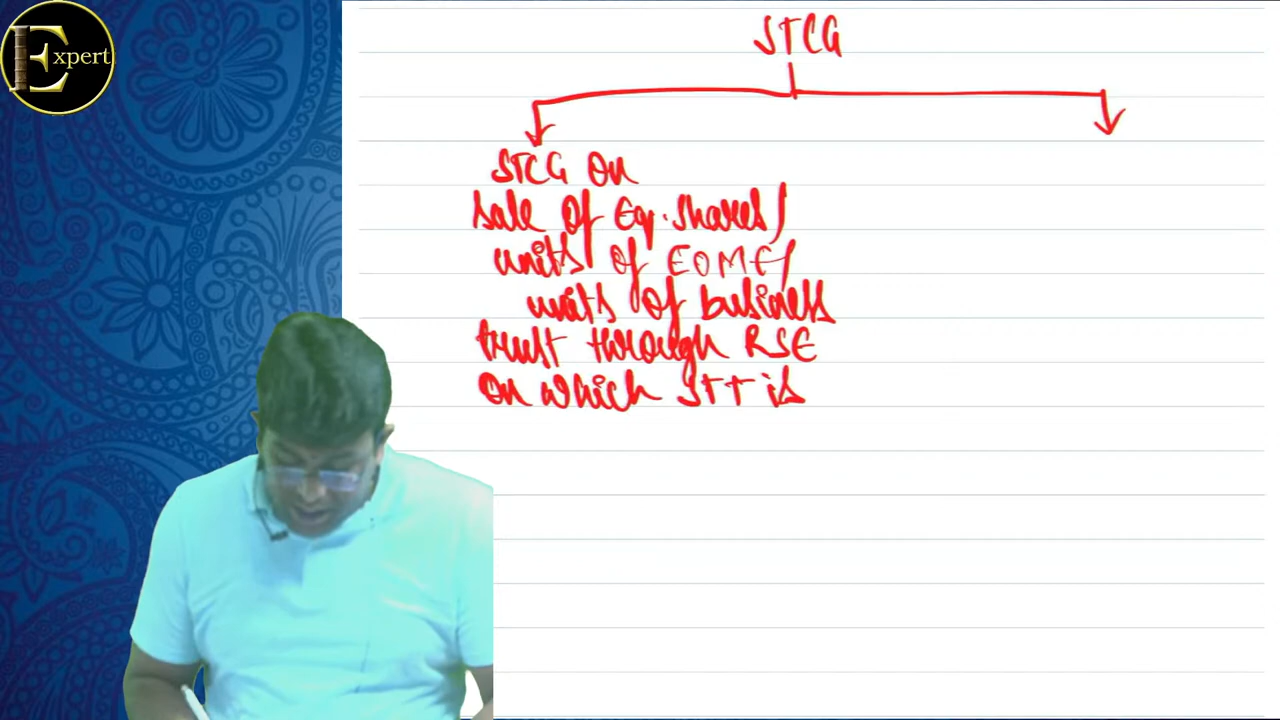 Expert
STCG
STCG on
sale of Eq. shares/
units of EOMF/
units of business
trust through RSE
on which STT is